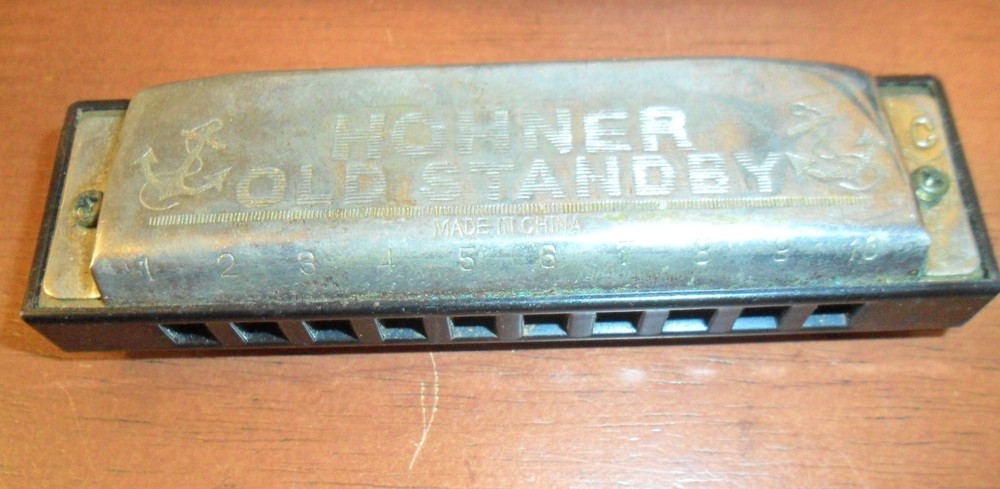 HOHNER
C
OLD STANDBY
MADE IN CHINA
1 2 3 4 5 6 7 8 9 10